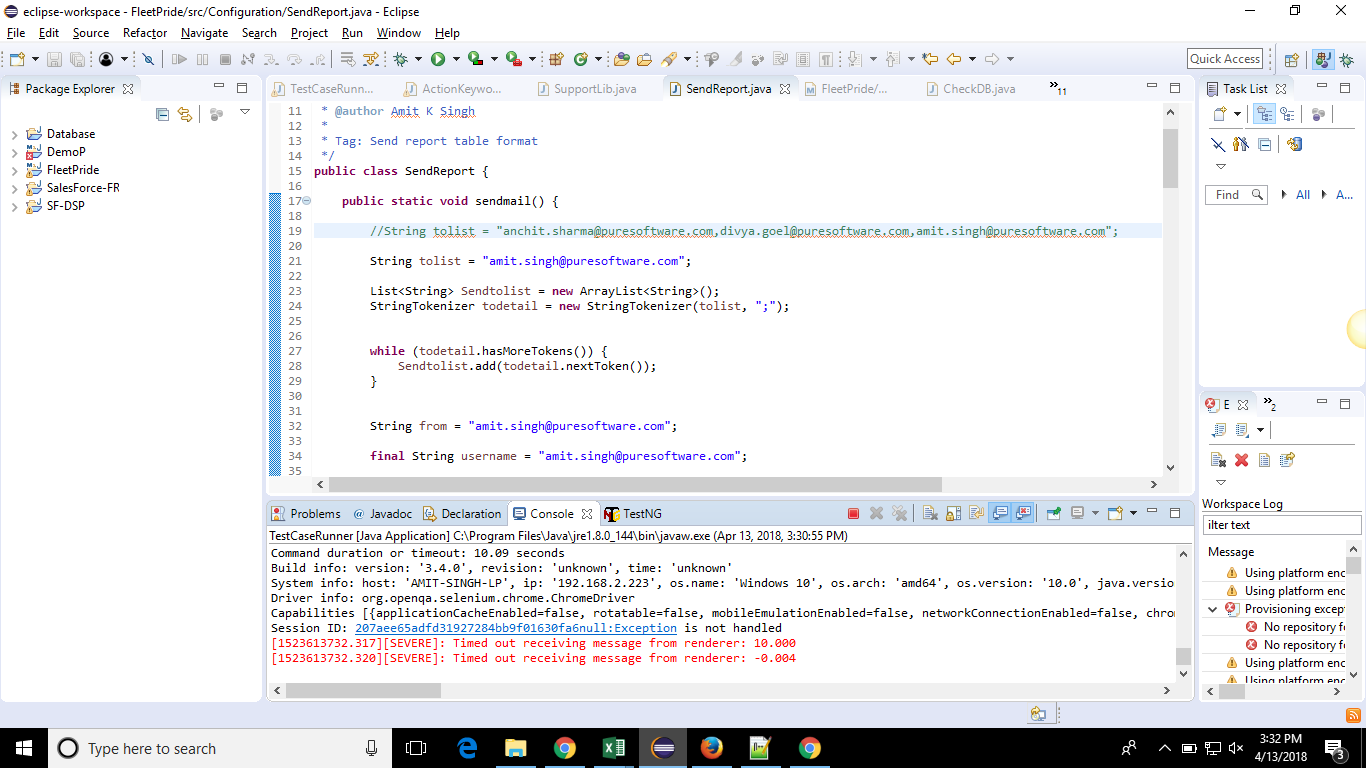 eclipse-workspace - FleetPride/src/Configuration/SendReport.java - Eclipse
File Edit Source Refactor Navigate Search Project Run Window Help
Quick Access
Package Explorer
Database
DemoP
FleetPride
SalesForce-FR
SF-DSP
TestCaseRunn... ActionKeywo... SupportLib.java SendReport.java FleetPride/... CheckDB.java »11
11 * @author Amit K Singh
12 *
13 * Tag: Send report table format
14 */
15 public class SendReport {
16
17 public static void sendmail() {
18
19 //String tolist = "anchit.sharma@puresoftware.com,divya.goel@puresoftware.com,amit.singh@puresoftware.com";
20
21 String tolist = "amit.singh@puresoftware.com";
22
23 List<String> Sendtolist = new ArrayList<String>();
24 StringTokenizer todetail = new StringTokenizer(tolist, ";");
25
26
27 while (todetail.hasMoreTokens()) {
28 Sendtolist.add(todetail.nextToken());
29 }
30
31
32 String from = "amit.singh@puresoftware.com";
33
34 final String username = "amit.singh@puresoftware.com";
35
Task List
Find All A...
E »2
Workspace Log
ilter text
Message
Using platform enc
Using platform enc
Provisioning excep
No repository f
No repository f
Using platform enc
Using platform enc
Problems @ Javadoc Declaration Console TestNG
TestCaseRunner [Java Application] C:\Program Files\Java\jre1.8.0_144\bin\javaw.exe (Apr 13, 2018, 3:30:55 PM)
Command duration or timeout: 10.09 seconds
Build info: version: '3.4.0', revision: 'unknown', time: 'unknown'
System info: host: 'AMIT-SINGH-LP', ip: '192.168.2.223', os.name: 'Windows 10', os.arch: 'amd64', os.version: '10.0', java.versio
Driver info: org.openqa.selenium.chrome.ChromeDriver
Capabilities [{applicationCacheEnabled=false, rotatable=false, mobileEmulationEnabled=false, networkConnectionEnabled=false, chro
Session ID: 207aee65adfd31927284bb9f01630fa6null:Exception is not handled
[1523613732.317][SEVERE]: Timed out receiving message from renderer: 10.000
[1523613732.320][SEVERE]: Timed out receiving message from renderer: -0.004
Type here to search
3:32 PM
4/13/2018
3